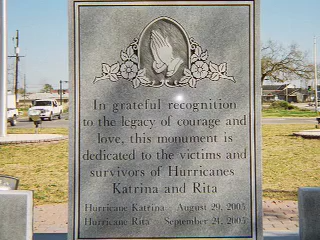 In grateful recognition
to the legacy of courage and
love, this monument is
dedicated to the victims and
survivors of Hurricanes
Katrina and Rita
Hurricane Katrina August 29, 2005
Hurricane Rita September 24, 2005